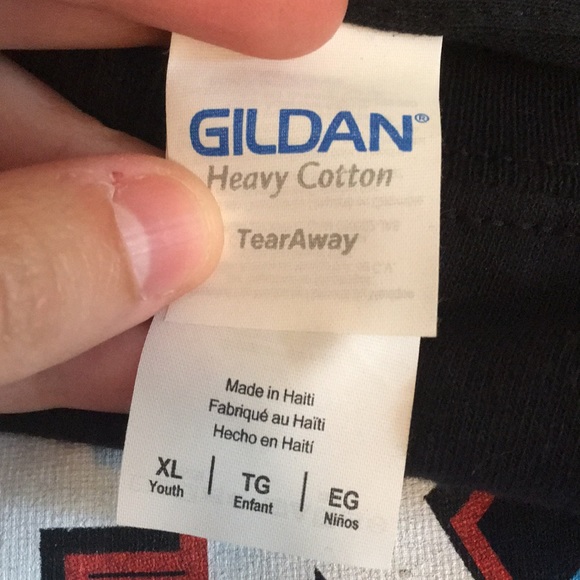 GILDAN®
Heavy Cotton
TearAway
Made in Haiti
Fabriqué au Haïti
Hecho en Haití
XL | TG | EG
Youth Enfant Niños